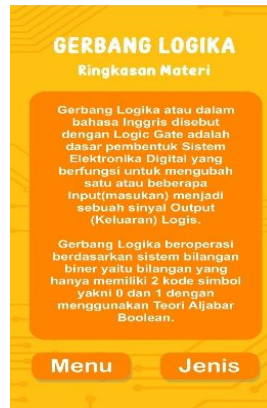 GERBANG LOGIKA
Ringkasan Materi
Gerbang Logika atau dalam
bahasa Inggris disebut
dengan Logic Gate adalah
dasar pembentuk Sistem
Elektronika Digital yang
berfungsi untuk mengubah
satu atau beberapa
Input(masukan) menjadi
sebuah sinyal Output
(Keluaran) Logis.
Gerbang Logika beroperasi
berdasarkan sistem bilangan
biner yaitu bilangan yang
hanya memiliki 2 kode simbol
yakni 0 dan 1 dengan
menggunakan Teori Aljabar
Boolean.
Menu Jenis